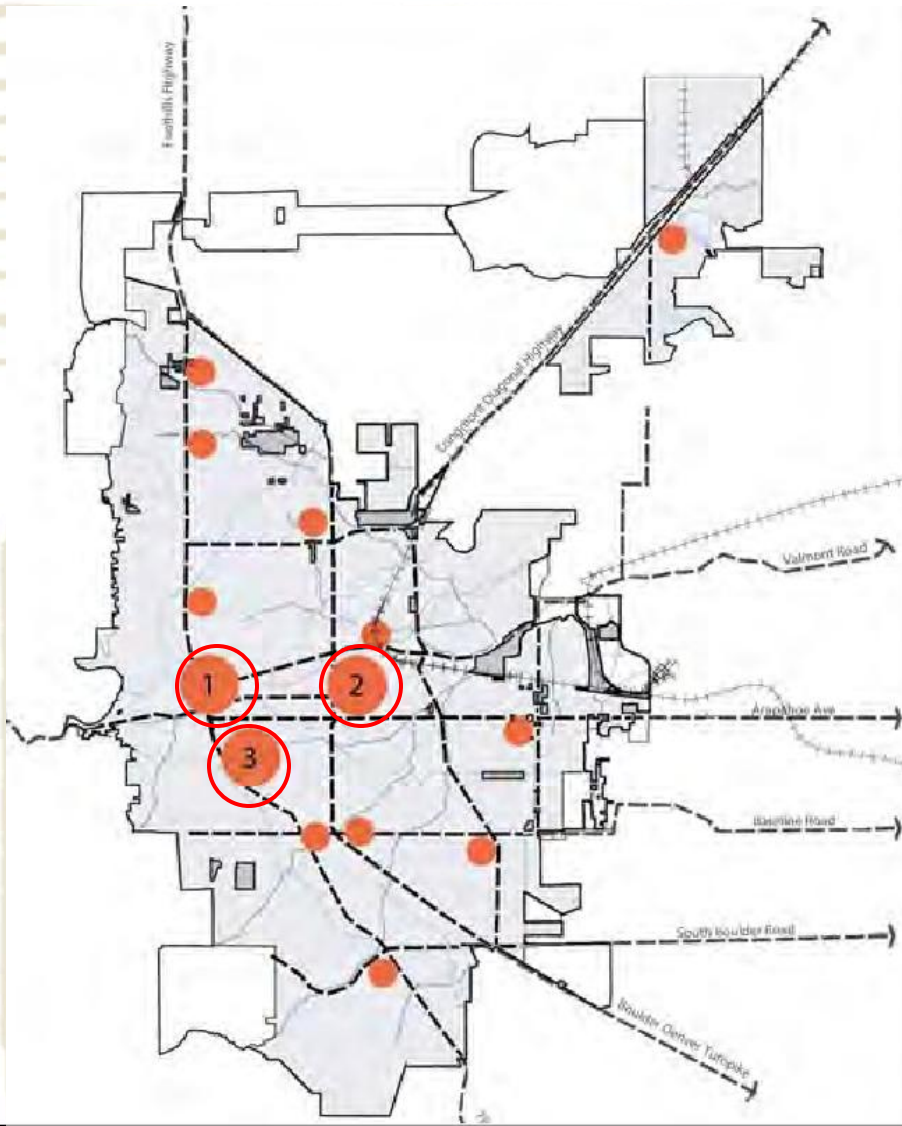 Foothills Highway
Longmont Diagonal Highway
Valmont Road
1
2
Arapahoe Ave
3
Baseline Road
South Boulder Road
Boulder Denver Turnpike